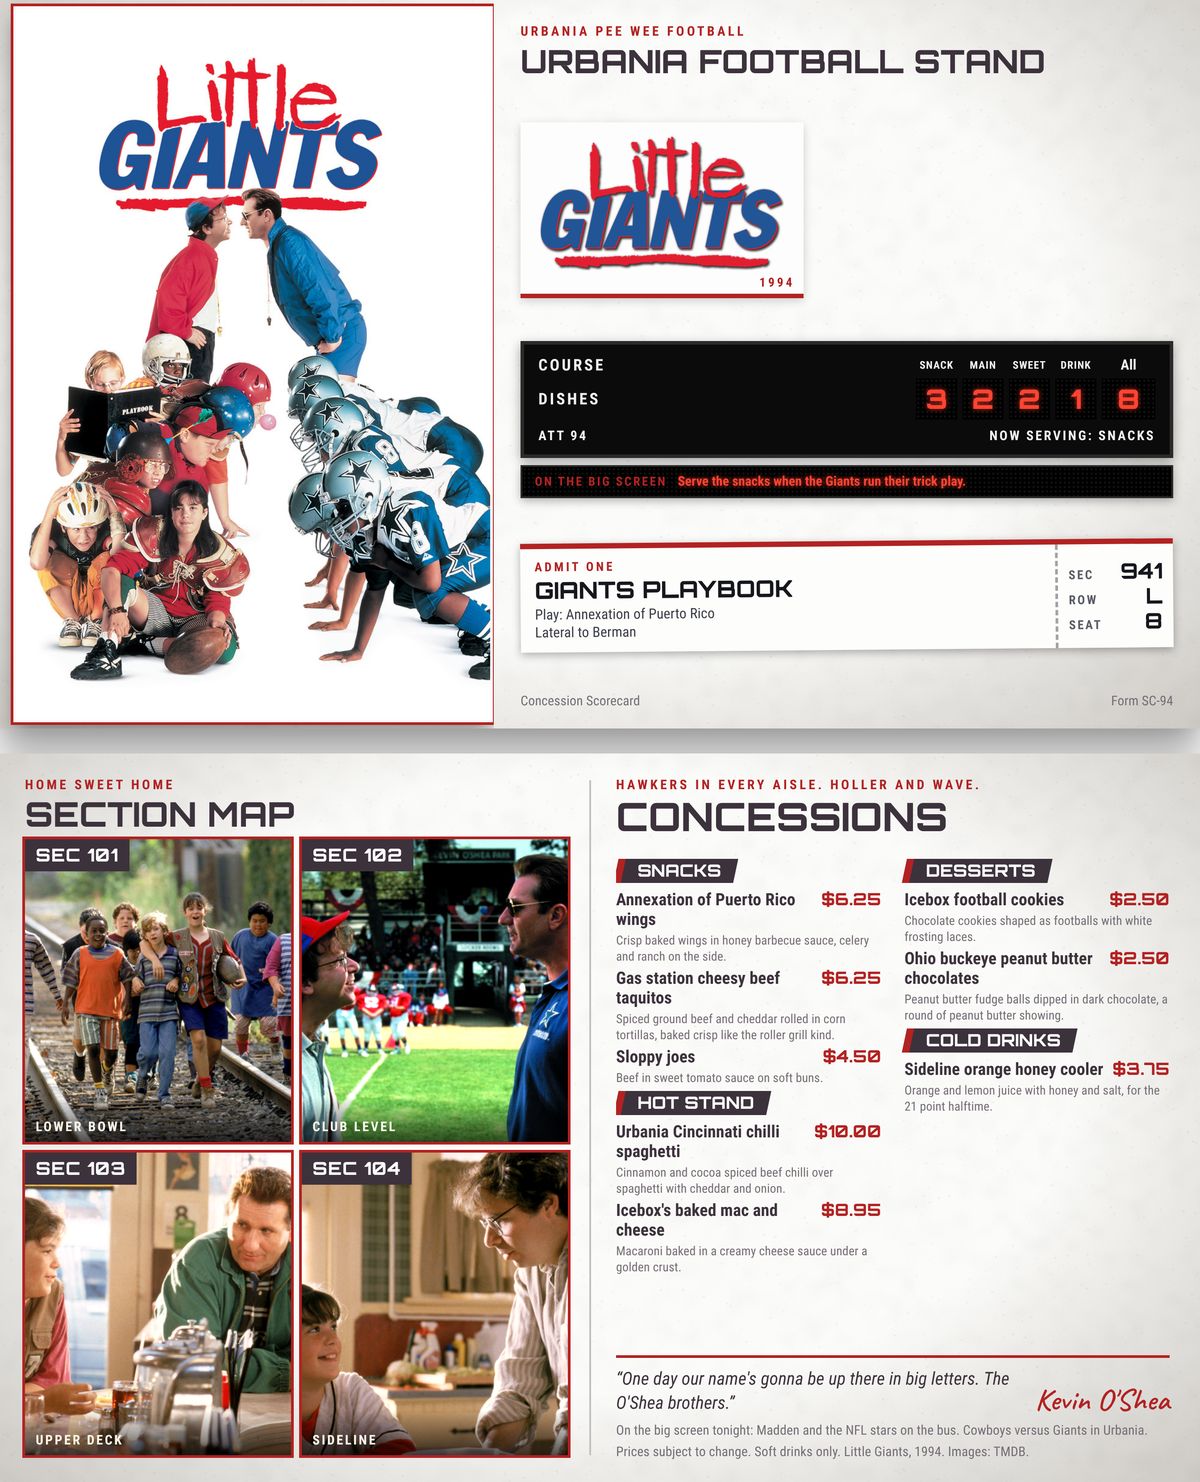 Little
GIANTS
PLAYBOOK
URBANIA PEE WEE FOOTBALL
URBANIA FOOTBALL STAND
Little
GIANTS
1994
COURSE SNACK MAIN SWEET DRINK All
DISHES 3 2 2 1 8
ATT 94 NOW SERVING: SNACKS
ON THE BIG SCREEN Serve the snacks when the Giants run their trick play.
ADMIT ONE
GIANTS PLAYBOOK
Play: Annexation of Puerto Rico
Lateral to Berman
SEC 941
ROW L
SEAT 8
Concession Scorecard Form SC-94
HOME SWEET HOME
SECTION MAP
SEC 101
LOWER BOWL
SEC 102
KEVIN O'SHEA PARK
CLUB LEVEL
SEC 103
8
UPPER DECK
SEC 104
SIDELINE
HAWKERS IN EVERY AISLE. HOLLER AND WAVE.
CONCESSIONS
SNACKS
Annexation of Puerto Rico $6.25
wings
Crisp baked wings in honey barbecue sauce, celery
and ranch on the side.
Gas station cheesy beef $6.25
taquitos
Spiced ground beef and cheddar rolled in corn
tortillas, baked crisp like the roller grill kind.
Sloppy joes $4.50
Beef in sweet tomato sauce on soft buns.
HOT STAND
Urbania Cincinnati chilli $10.00
spaghetti
Cinnamon and cocoa spiced beef chilli over
spaghetti with cheddar and onion.
Icebox's baked mac and $8.95
cheese
Macaroni baked in a creamy cheese sauce under a
golden crust.
DESSERTS
Icebox football cookies $2.50
Chocolate cookies shaped as footballs with white
frosting laces.
Ohio buckeye peanut butter $2.50
chocolates
Peanut butter fudge balls dipped in dark chocolate, a
round of peanut butter showing.
COLD DRINKS
Sideline orange honey cooler $3.75
Orange and lemon juice with honey and salt, for the
21 point halftime.
“One day our name's gonna be up there in big letters. The
O'Shea brothers.”
Kevin O'Shea
On the big screen tonight: Madden and the NFL stars on the bus. Cowboys versus Giants in Urbania.
Prices subject to change. Soft drinks only. Little Giants, 1994. Images: TMDB.